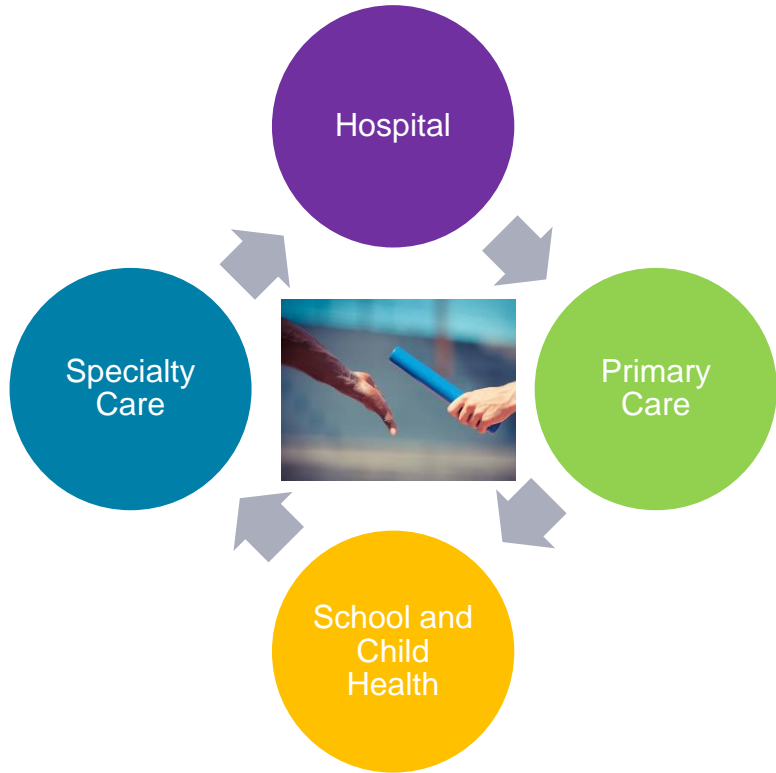 Hospital
Specialty
Care
Primary
Care
School and
Child
Health